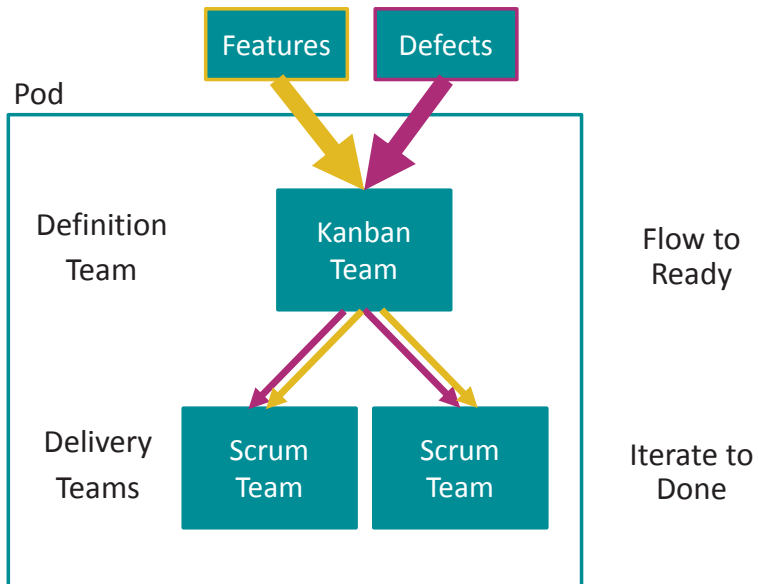 Features
Defects
Pod
Definition
Team
Kanban
Team
Flow to
Ready
Delivery
Teams
Scrum
Team
Scrum
Team
Iterate to
Done